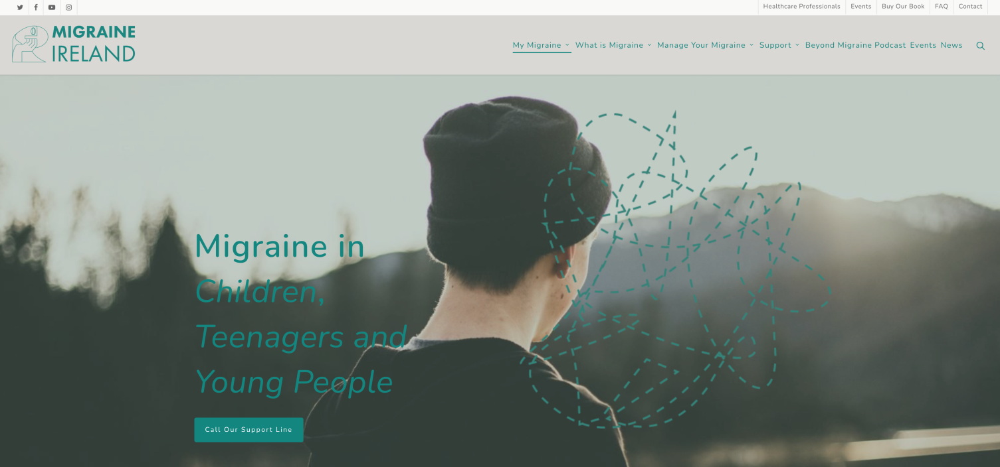 Healthcare Professionals Events Buy Our Book FAQ Contact
MIGRAINE
IRELAND
My Migraine What is Migraine Manage Your Migraine Support Beyond Migraine Podcast Events News
Migraine in
Children,
Teenagers and
Young People
Call Our Support Line